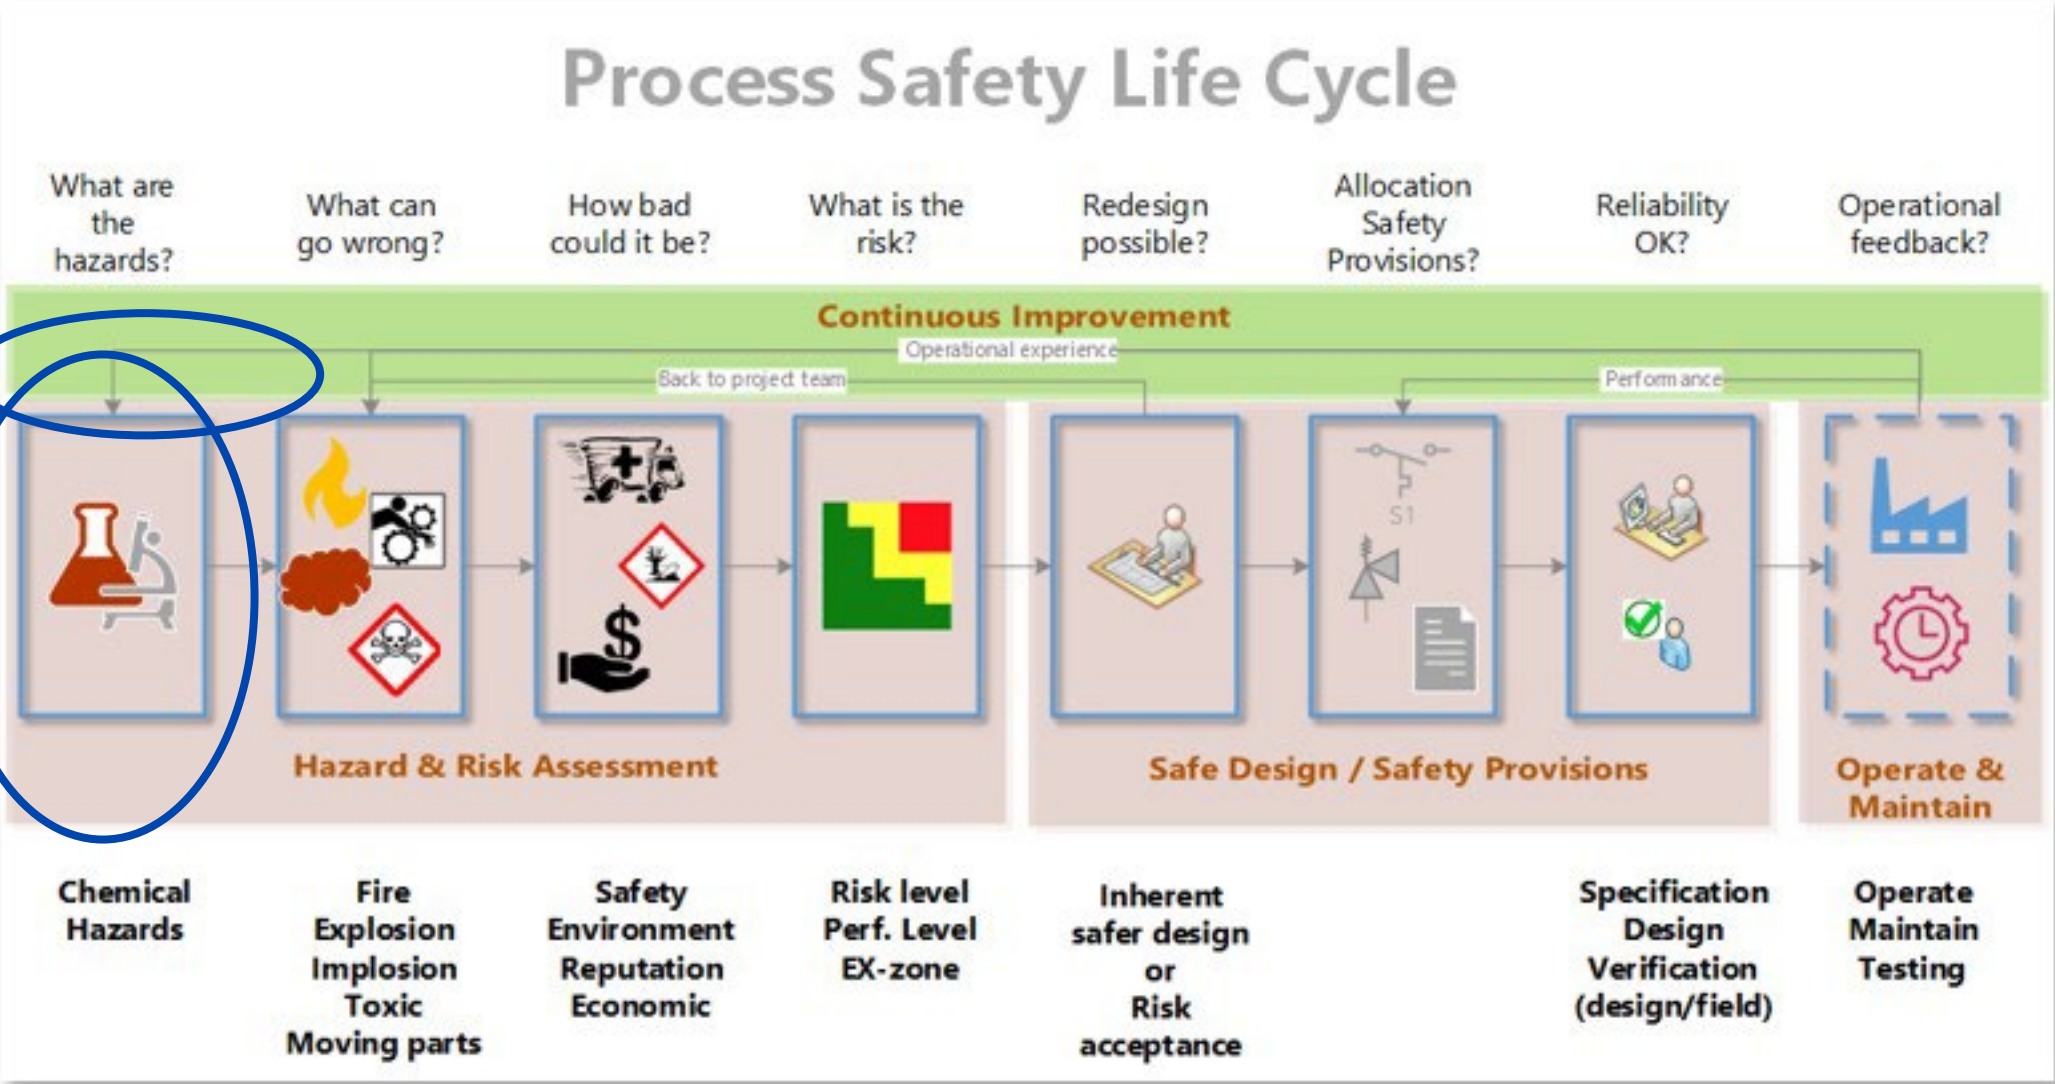 Process Safety Life Cycle
What are
the
hazards?
What can
go wrong?
How bad
could it be?
What is the
risk?
Redesign
possible?
Allocation
Safety
Provisions?
Reliability
OK?
Operational
feedback?
Continuous Improvement
Operational experience
Back to project team
Performance
S1
$
Hazard & Risk Assessment
Safe Design / Safety Provisions
Operate &
Maintain
Chemical
Hazards
Fire
Explosion
Implosion
Toxic
Moving parts
Safety
Environment
Reputation
Economic
Risk level
Perf. Level
EX-zone
Inherent
safer design
or
Risk
acceptance
Specification
Design
Verification
(design/field)
Operate
Maintain
Testing